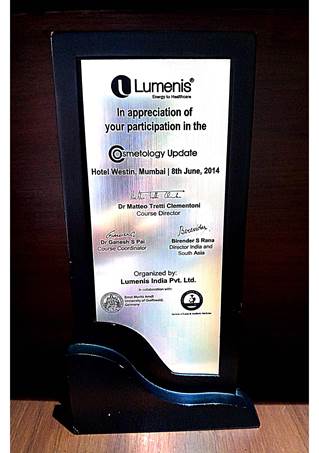 Lumenis®
Energy to Healthcare
In appreciation of
your participation in the
Cosmetology Update
Hotel Westin, Mumbai | 8th June, 2014
Dr Matteo Tretti Clementoni
Course Director
Dr Ganesh S Pai
Course Coordinator
Birender S Rana
Director India and
South Asia
Organized by:
Lumenis India Pvt. Ltd.
In collaboration with:
Ernst Moritz Arndt
University of Greifswald,
Germany